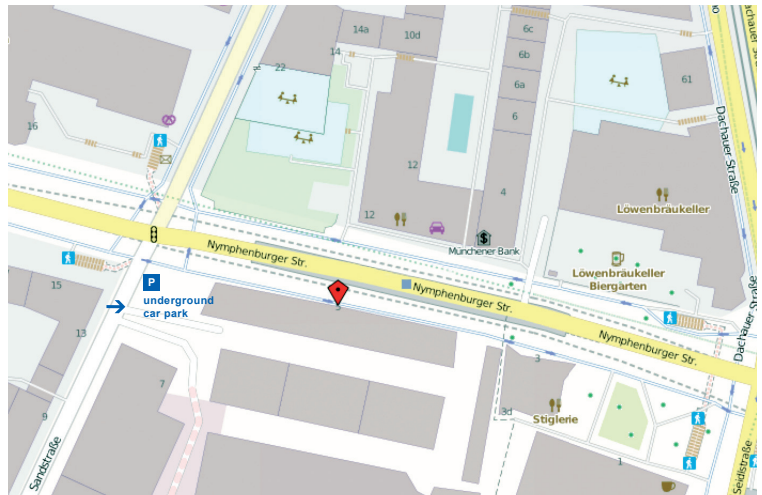 14a
10d
6c
14
6b
22
6a
61
6
16
Dachauer Straße
12
4
Löwenbräukeller
12
$
Münchener Bank
Nymphenburger Str.
Löwenbräukeller
Biergarten
15
P
underground
car park
Nymphenburger Str.
5
13
Nymphenburger Str.
Dachauer Straße
3
7
3d
Stiglerie
9
Sandstraße
1
Seidlstraße